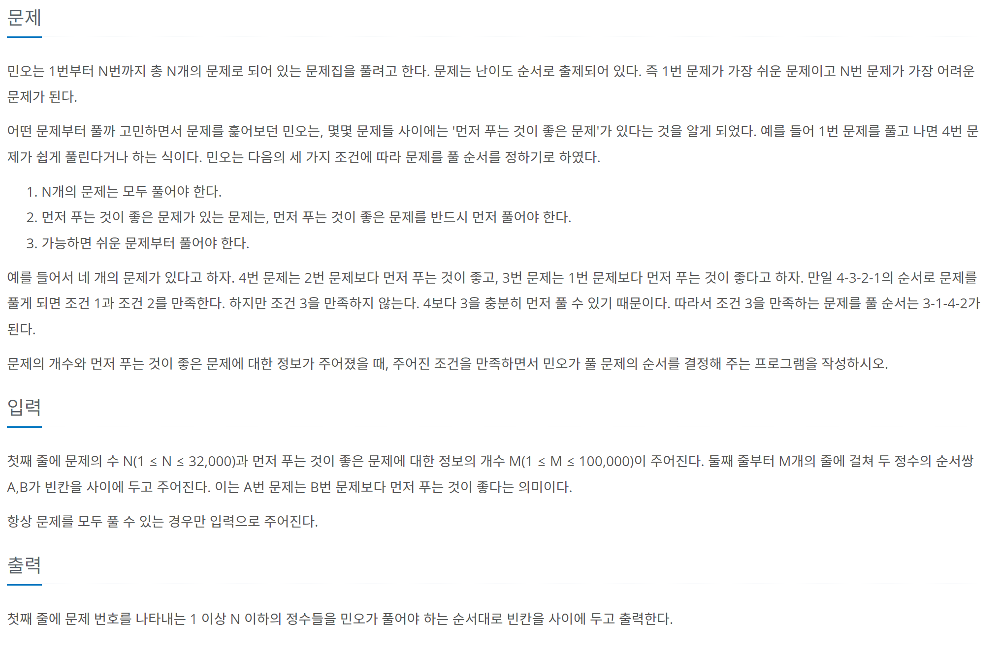 문제
민오는 1번부터 N번까지 총 N개의 문제로 되어 있는 문제집을 풀려고 한다. 문제는 난이도 순서로 출제되어 있다. 즉 1번 문제가 가장 쉬운 문제이고 N번 문제가 가장 어려운
문제가 된다.
어떤 문제부터 풀까 고민하면서 문제를 훑어보던 민오는, 몇몇 문제들 사이에는 '먼저 푸는 것이 좋은 문제'가 있다는 것을 알게 되었다. 예를 들어 1번 문제를 풀고 나면 4번 문
제가 쉽게 풀린다거나 하는 식이다. 민오는 다음의 세 가지 조건에 따라 문제를 풀 순서를 정하기로 하였다.
1. N개의 문제는 모두 풀어야 한다.
2. 먼저 푸는 것이 좋은 문제가 있는 문제는, 먼저 푸는 것이 좋은 문제를 반드시 먼저 풀어야 한다.
3. 가능하면 쉬운 문제부터 풀어야 한다.
예를 들어서 네 개의 문제가 있다고 하자. 4번 문제는 2번 문제보다 먼저 푸는 것이 좋고, 3번 문제는 1번 문제보다 먼저 푸는 것이 좋다고 하자. 만일 4-3-2-1의 순서로 문제를
풀게 되면 조건 1과 조건 2를 만족한다. 하지만 조건 3을 만족하지 않는다. 4보다 3을 충분히 먼저 풀 수 있기 때문이다. 따라서 조건 3을 만족하는 문제를 풀 순서는 3-1-4-2가
된다.
문제의 개수와 먼저 푸는 것이 좋은 문제에 대한 정보가 주어졌을 때, 주어진 조건을 만족하면서 민오가 풀 문제의 순서를 결정해 주는 프로그램을 작성하시오.
입력
첫째 줄에 문제의 수 N(1 ≤ N ≤ 32,000)과 먼저 푸는 것이 좋은 문제에 대한 정보의 개수 M(1 ≤ M ≤ 100,000)이 주어진다. 둘째 줄부터 M개의 줄에 걸쳐 두 정수의 순서쌍
A,B가 빈칸을 사이에 두고 주어진다. 이는 A번 문제는 B번 문제보다 먼저 푸는 것이 좋다는 의미이다.
항상 문제를 모두 풀 수 있는 경우만 입력으로 주어진다.
출력
첫째 줄에 문제 번호를 나타내는 1 이상 N 이하의 정수들을 민오가 풀어야 하는 순서대로 빈칸을 사이에 두고 출력한다.